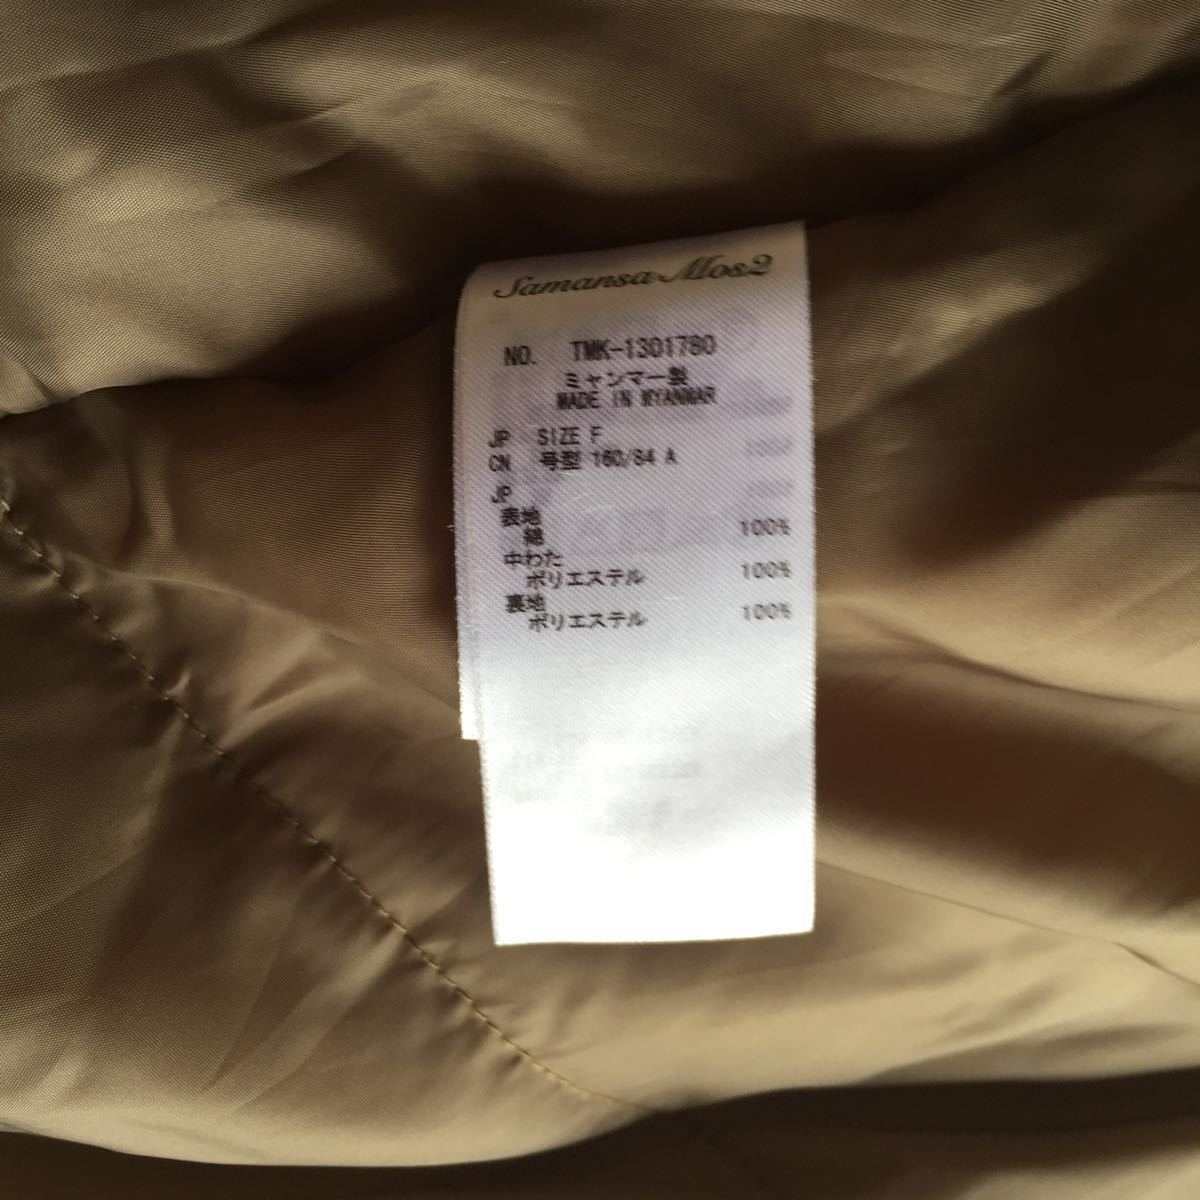 Samansa Mos2
NO. TMK-1301780
ミャンマー製
MADE IN MYANMAR
JP SIZE F
CN 号型 160/84 A
JP
表地
綿 100%
中わた
ポリエステル 100%
裏地
ポリエステル 100%